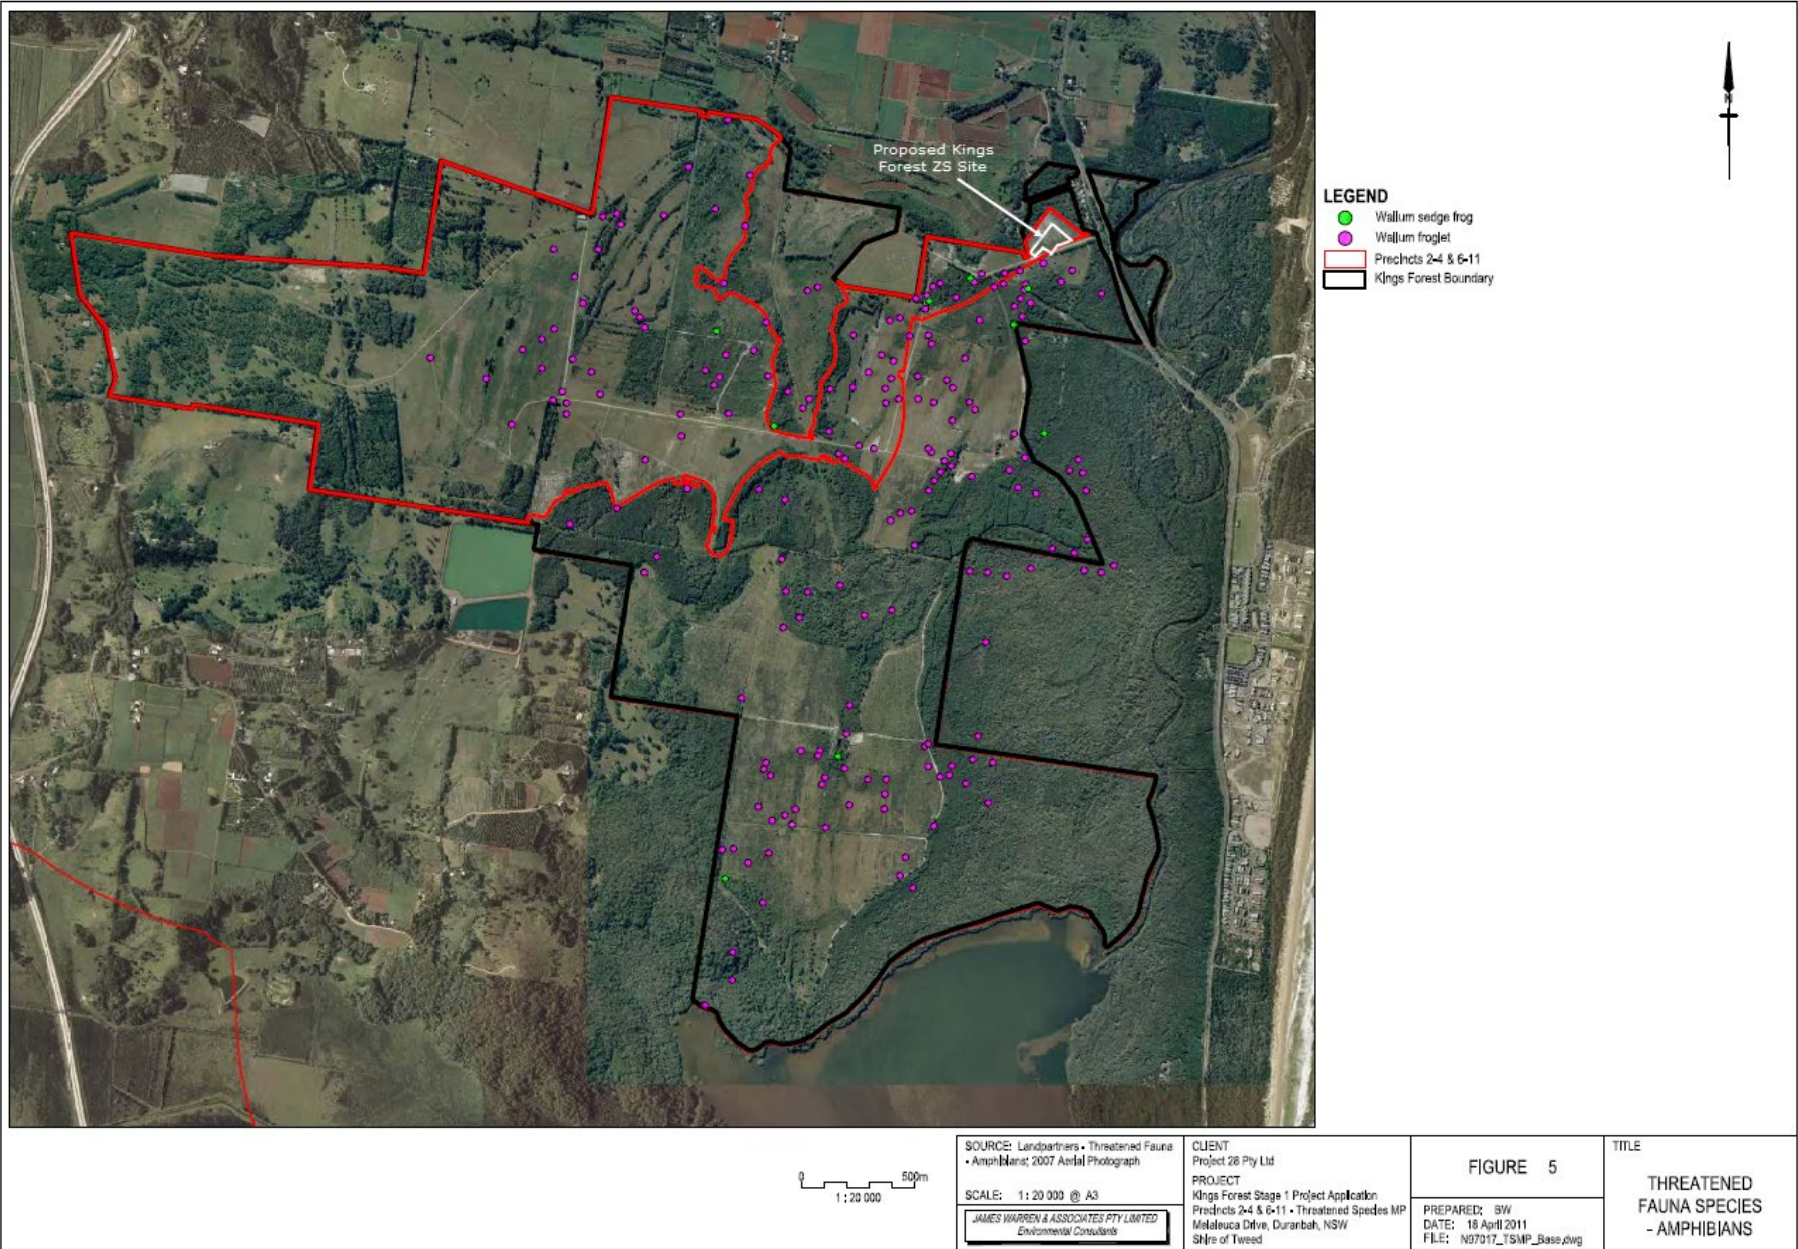 Proposed Kings
Forest ZS Site
N
LEGEND
Wallum sedge frog
Wallum froglet
Precincts 2-4 & 6-11
Kings Forest Boundary
0
500m
1:20 000
SOURCE: Landpartners - Threatened Fauna
- Amphibians; 2007 Aerial Photograph
SCALE: 1: 20 000 @ A3
JAMES WARREN & ASSOCIATES PTY LIMITED
Environmental Consultants
CLIENT
Project 28 Pty Ltd
PROJECT
Kings Forest Stage 1 Project Application
Precincts 2-4 & 6-11 - Threatened Species MP
Melaleuca Drive, Duranbah, NSW
Shire of Tweed
FIGURE 5
PREPARED: BW
DATE: 18 April 2011
FILE: N97017_TSMP_Base.dwg
TITLE
THREATENED
FAUNA SPECIES
- AMPHIBIANS